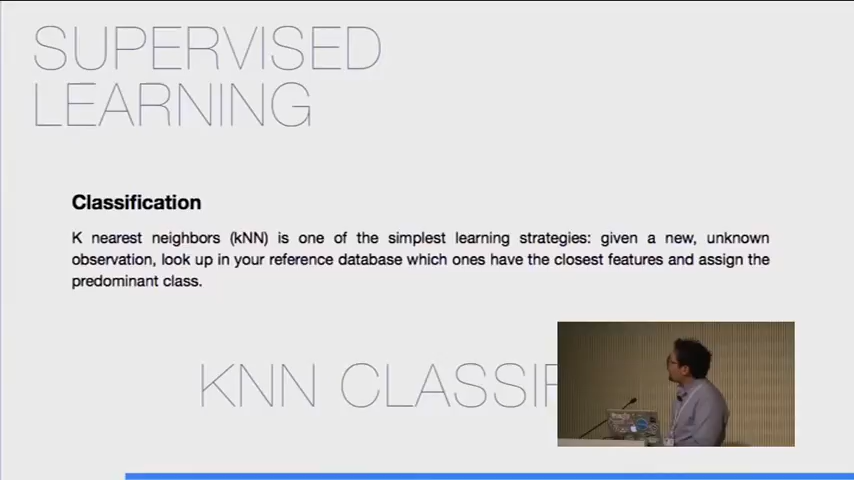 SUPERVISED
LEARNING
Classification
K nearest neighbors (kNN) is one of the simplest learning strategies: given a new, unknown
observation, look up in your reference database which ones have the closest features and assign the
predominant class.
KNN CLASSIF